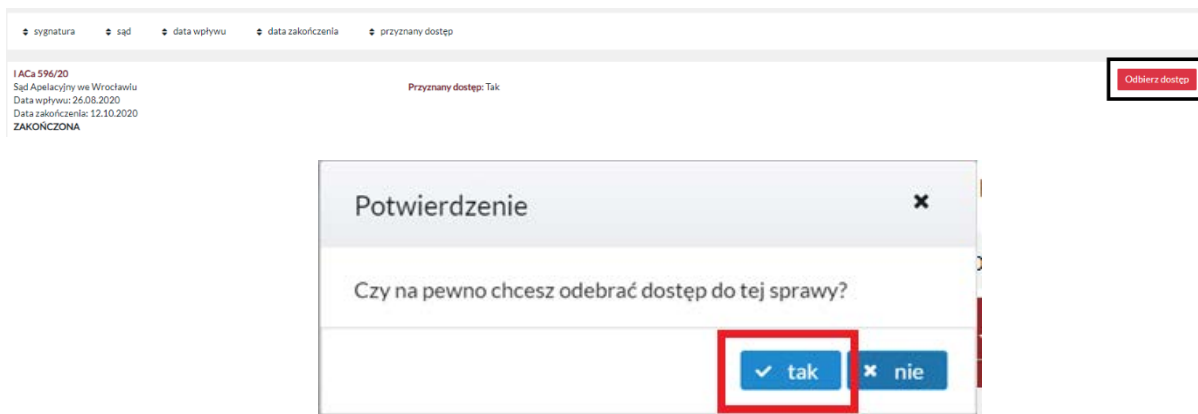 sygnatura sąd data wpływu data zakończenia przyznany dostęp
I ACa 596/20
Sąd Apelacyjny we Wrocławiu
Data wpływu: 26.08.2020
Data zakończenia: 12.10.2020
ZAKOŃCZONA
Przyznany dostęp: Tak
Odbierz dostęp
Potwierdzenie
Czy na pewno chcesz odebrać dostęp do tej sprawy?
tak nie